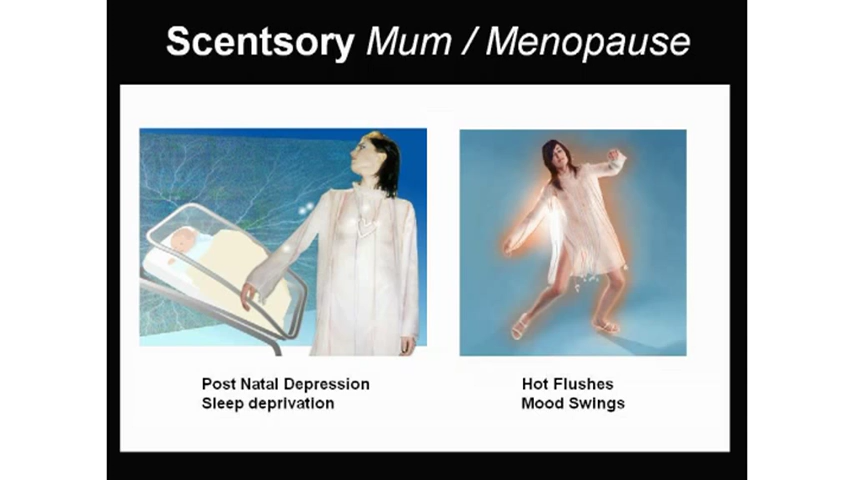 Scentsory Mum / Menopause
Post Natal Depression
Sleep deprivation
Hot Flushes
Mood Swings